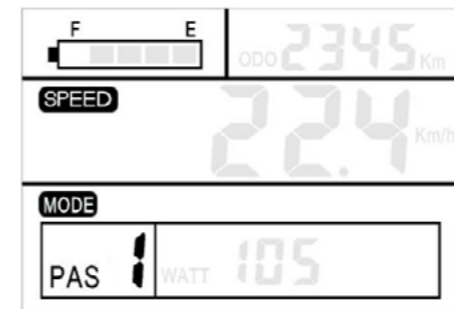 F E
ODO 2345 Km
SPEED
22.4 Km/h
MODE
PAS 1 WATT 105